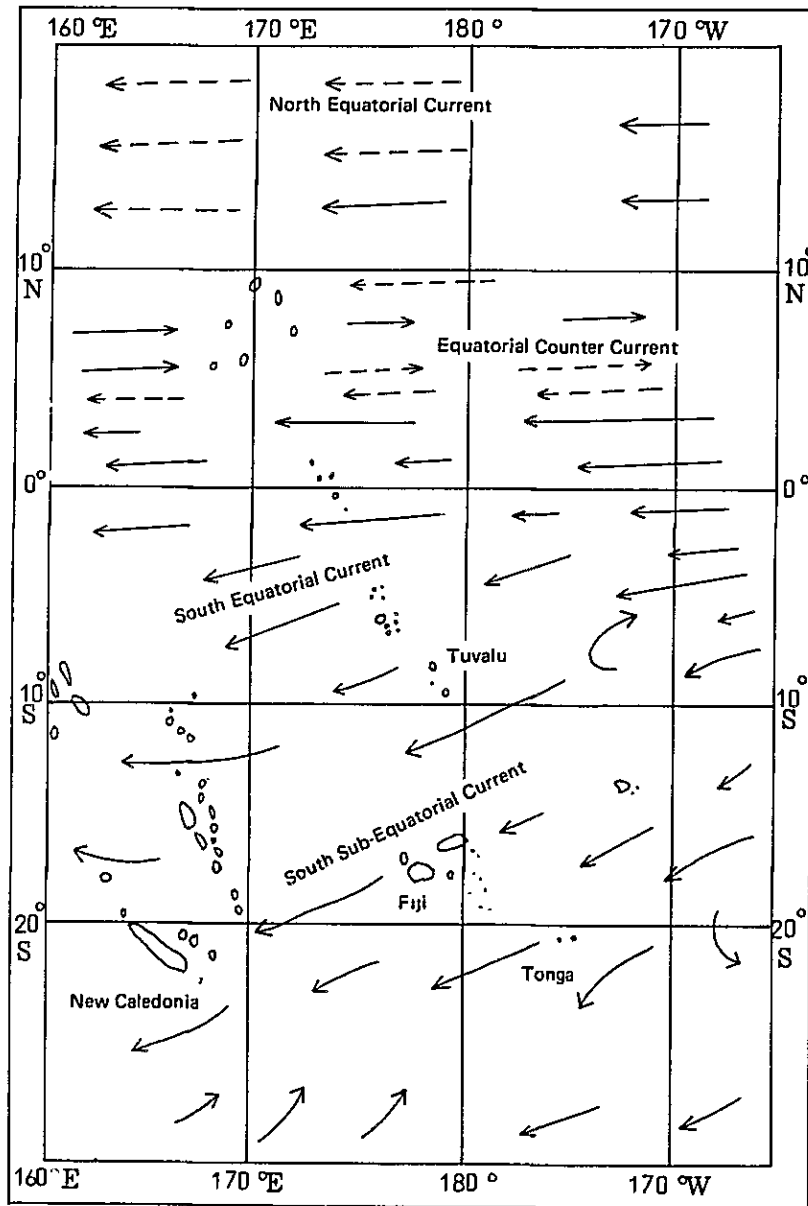 160 °E 170 °E 180 ° 170 °W
North Equatorial Current
10° 10°
N N
Equatorial Counter Current
0° 0°
South Equatorial Current
Tuvalu
10° 10°
S S
South Sub-Equatorial Current
Fiji
20° 20°
S S
Tonga
New Caledonia
160 °E 170 °E 180 ° 170 °W